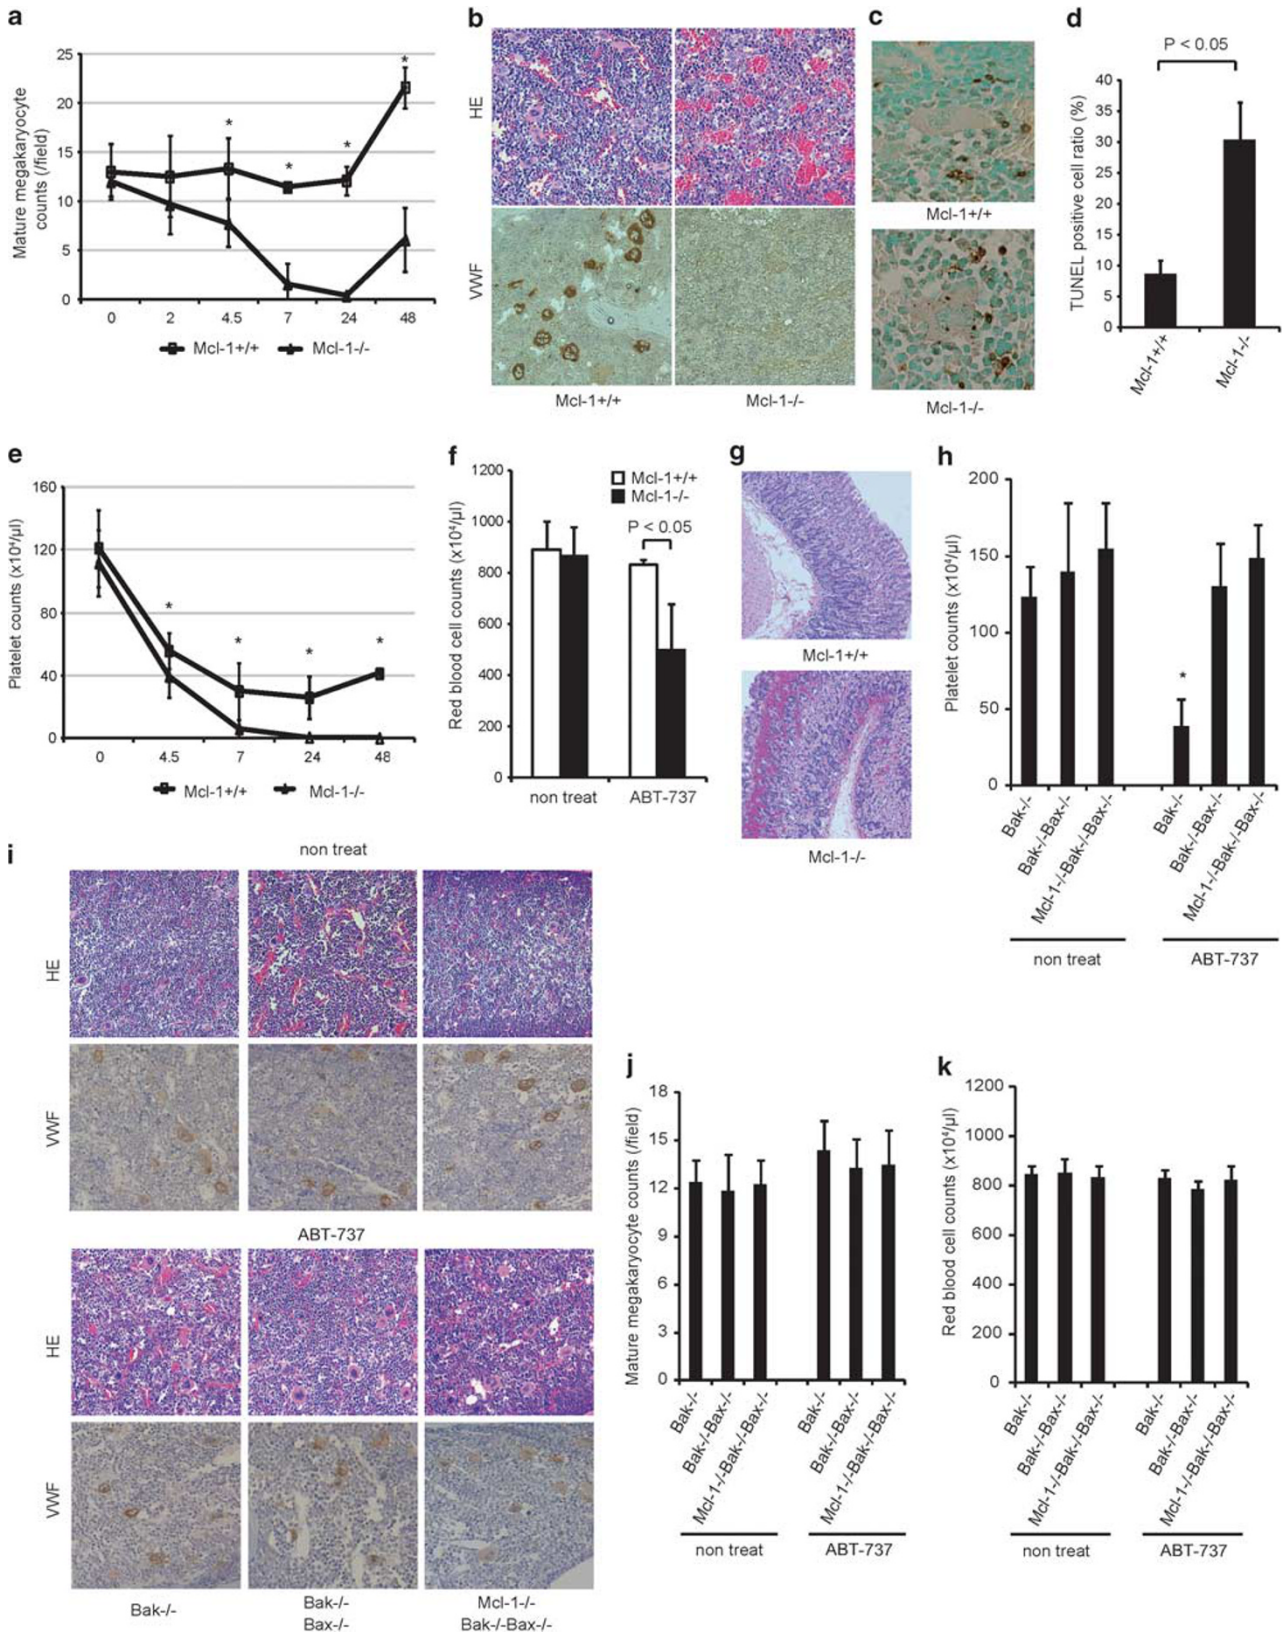 a
Mature megakaryocyte
counts (/field)
25
20
15
10
5
0
*
*
*
*
0 2 4.5 7 24 48
Mcl-1+/+ Mcl-1-/-
b
HE
VWF
Mcl-1+/+ Mcl-1-/-
c
Mcl-1+/+
Mcl-1-/-
d
P < 0.05
TUNEL positive cell ratio (%)
40
35
30
25
20
15
10
5
0
Mcl-1+/+
Mcl-1-/-
e
Platelet counts (x10⁴/µl)
160
120
80
40
0
*
*
*
*
0 4.5 7 24 48
Mcl-1+/+ Mcl-1-/-
f
Red blood cell counts (x10⁴/µl)
1200
1000
800
600
400
200
0
Mcl-1+/+
Mcl-1-/-
P < 0.05
non treat ABT-737
g
Mcl-1+/+
Mcl-1-/-
h
Platelet counts (x10⁴/µl)
200
150
100
50
0
*
Bak-/-
Bak-/-Bax-/-
Mcl-1-/-Bak-/-Bax-/-
Bak-/-
Bak-/-Bax-/-
Mcl-1-/-Bak-/-Bax-/-
non treat ABT-737
i
non treat
HE
VWF
ABT-737
HE
VWF
Bak-/-
Bak-/-
Bax-/-
Mcl-1-/-
Bak-/-Bax-/-
j
Mature megakaryocyte counts (/field)
18
15
12
9
6
3
0
Bak-/-
Bak-/-Bax-/-
Mcl-1-/-Bak-/-Bax-/-
Bak-/-
Bak-/-Bax-/-
Mcl-1-/-Bak-/-Bax-/-
non treat ABT-737
k
Red blood cell counts (x10⁴/µl)
1200
1000
800
600
400
200
0
Bak-/-
Bak-/-Bax-/-
Mcl-1-/-Bak-/-Bax-/-
Bak-/-
Bak-/-Bax-/-
Mcl-1-/-Bak-/-Bax-/-
non treat ABT-737